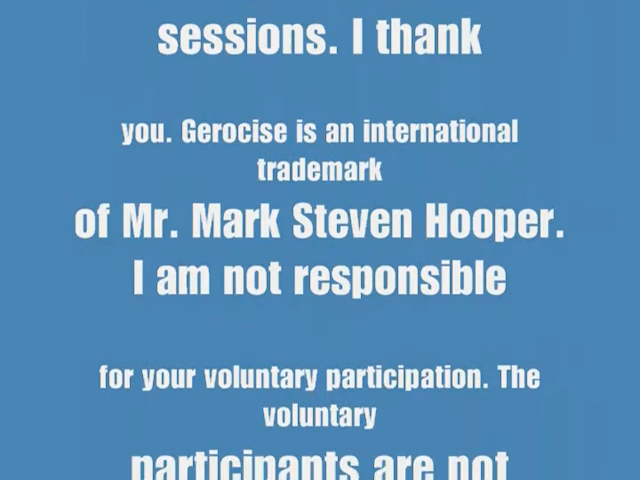 sessions. I thank
you. Gerocise is an international
trademark
of Mr. Mark Steven Hooper.
I am not responsible
for your voluntary participation. The
voluntary
participants are not